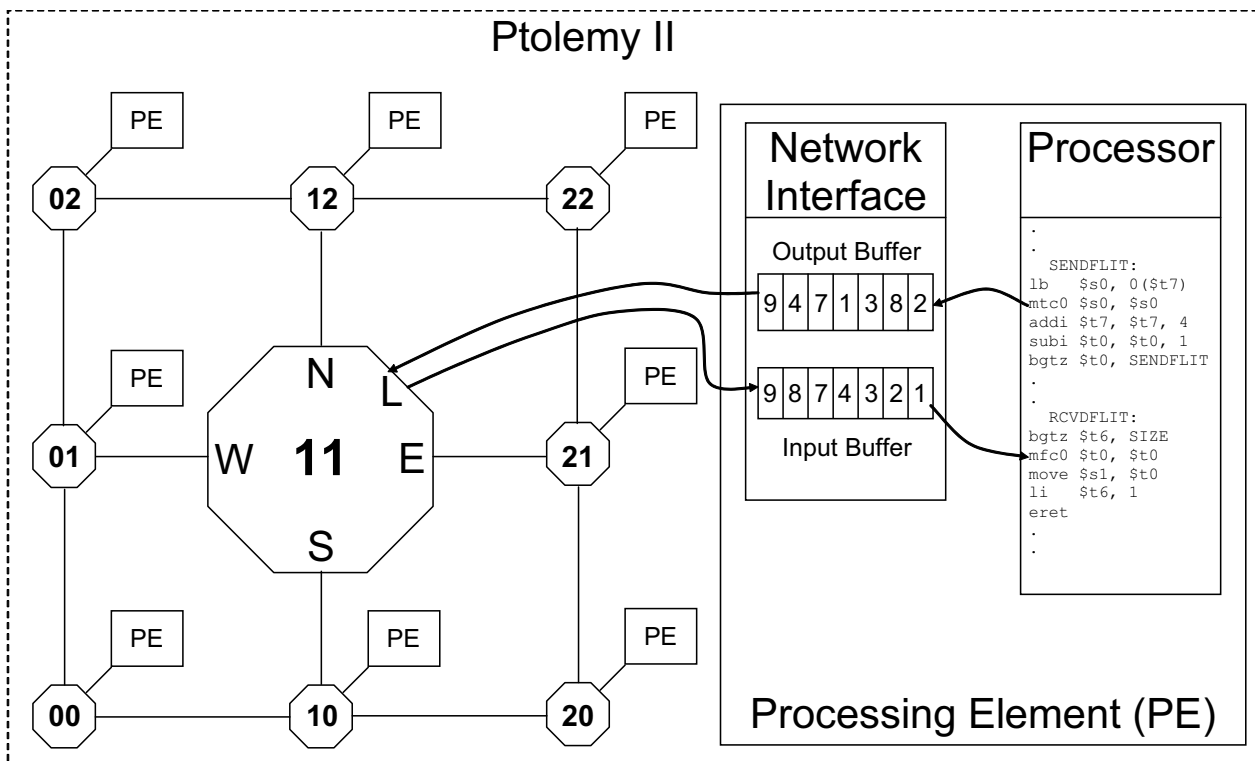 Ptolemy II
PE
PE
PE
02
12
22
PE
PE
01
N
L
W
11
E
S
21
PE
PE
PE
00
10
20
Network
Interface
Output Buffer
9 4 7 1 3 8 2
9 8 7 4 3 2 1
Input Buffer
Processor
.
.
SENDFLIT:
lb $s0, 0($t7)
mtc0 $s0, $s0
addi $t7, $t7, 4
subi $t0, $t0, 1
bgtz $t0, SENDFLIT
.
.
RCVDFLIT:
bgtz $t6, SIZE
mfc0 $t0, $t0
move $s1, $t0
li $t6, 1
eret
.
.
Processing Element (PE)